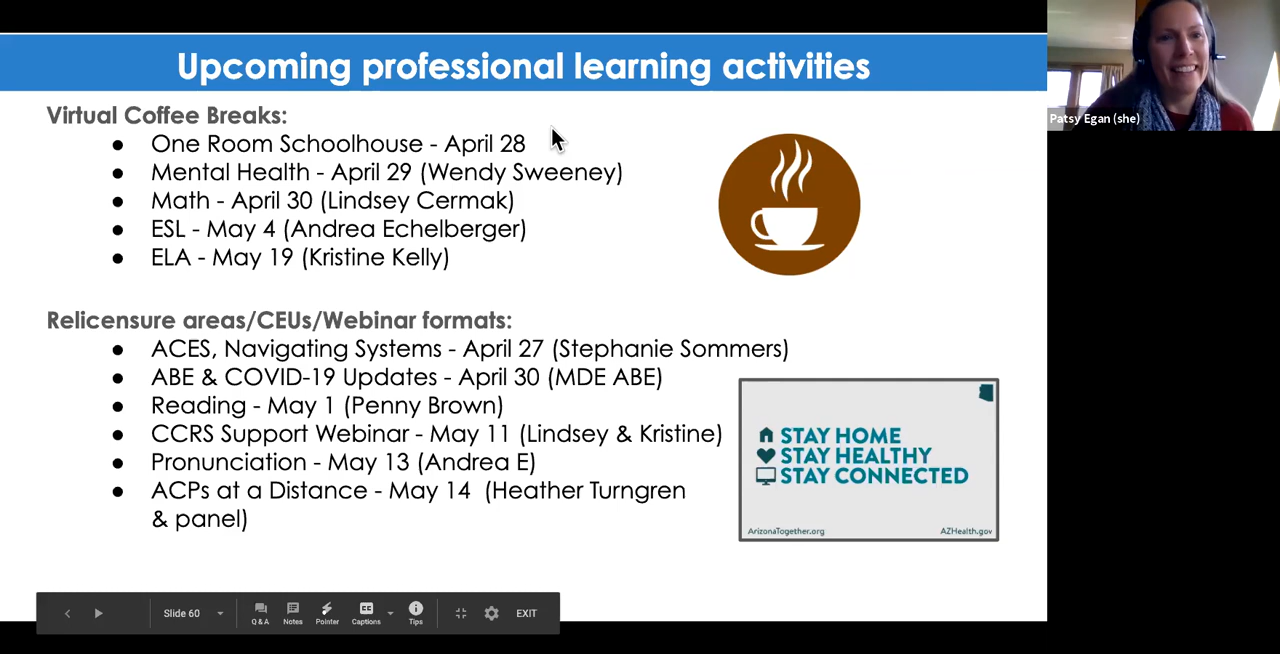 Upcoming professional learning activities
Patsy Egan (she)
Virtual Coffee Breaks:
● One Room Schoolhouse - April 28
● Mental Health - April 29 (Wendy Sweeney)
● Math - April 30 (Lindsey Cermak)
● ESL - May 4 (Andrea Echelberger)
● ELA - May 19 (Kristine Kelly)
Relicensure areas/CEUs/Webinar formats:
● ACES, Navigating Systems - April 27 (Stephanie Sommers)
● ABE & COVID-19 Updates - April 30 (MDE ABE)
● Reading - May 1 (Penny Brown)
● CCRS Support Webinar - May 11 (Lindsey & Kristine)
● Pronunciation - May 13 (Andrea E)
● ACPs at a Distance - May 14 (Heather Turngren
& panel)
STAY HOME
STAY HEALTHY
STAY CONNECTED
ArizonaTogether.org AZHealth.gov
Slide 60
Q & A Notes Pointer CC Captions Tips EXIT